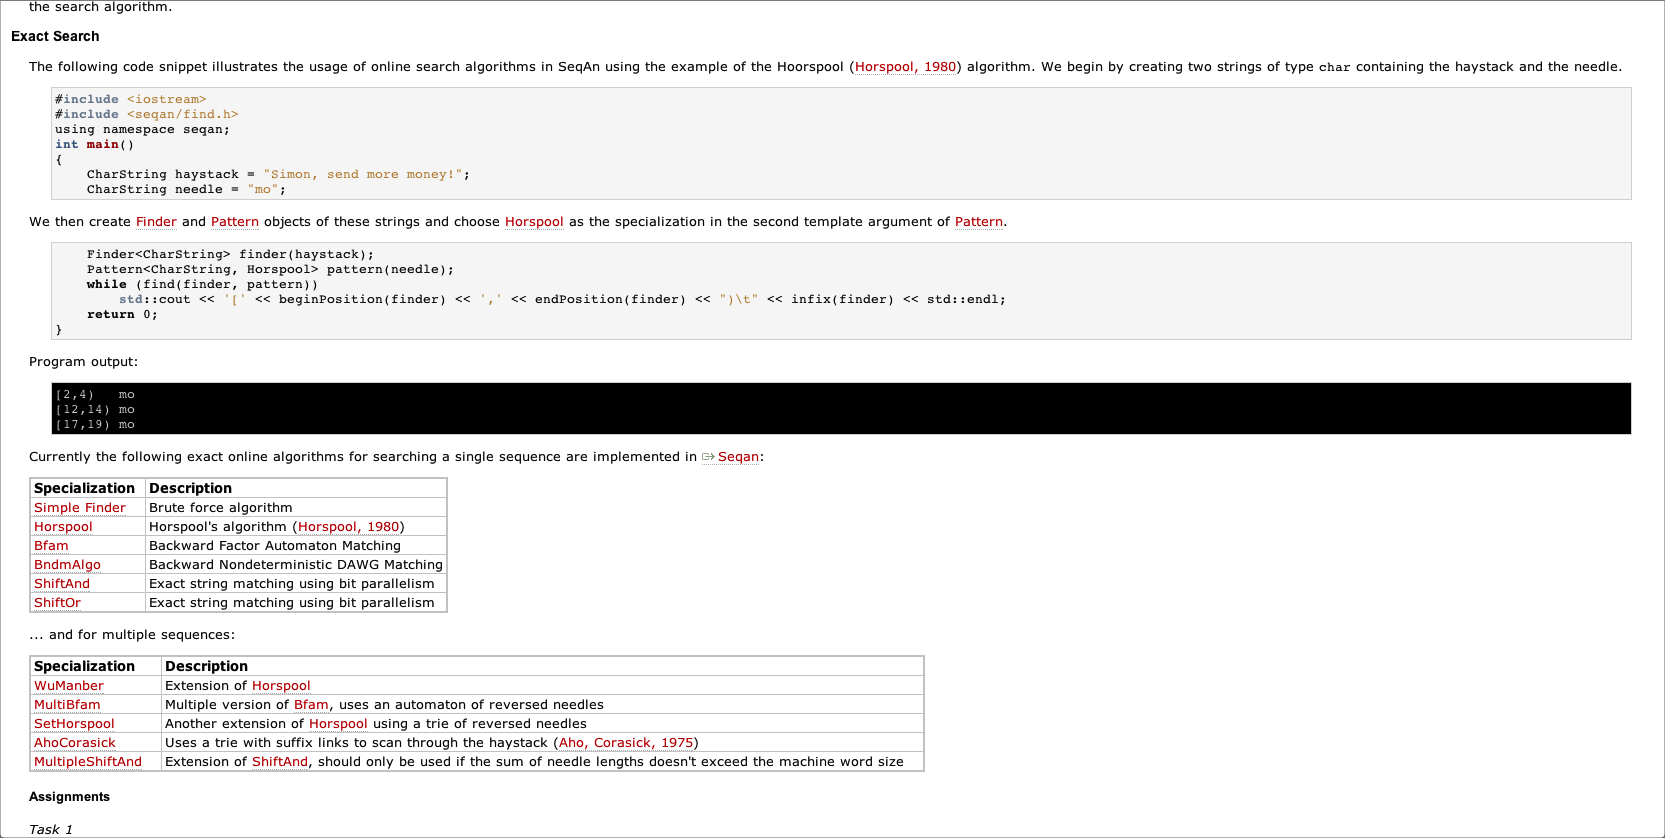 the search algorithm.
Exact Search
The following code snippet illustrates the usage of online search algorithms in SeqAn using the example of the Hoorspool (Horspool, 1980) algorithm. We begin by creating two strings of type char containing the haystack and the needle.
#include <iostream>
#include <seqan/find.h>
using namespace seqan;
int main()
{
    CharString haystack = "Simon, send more money!";
    CharString needle = "mo";
We then create Finder and Pattern objects of these strings and choose Horspool as the specialization in the second template argument of Pattern.
    Finder<CharString> finder(haystack);
    Pattern<CharString, Horspool> pattern(needle);
    while (find(finder, pattern))
        std::cout << '[' << beginPosition(finder) << ',' << endPosition(finder) << ")\t" << infix(finder) << std::endl;
    return 0;
}
Program output:
[2,4)   mo
[12,14) mo
[17,19) mo
Currently the following exact online algorithms for searching a single sequence are implemented in Seqan:
Specialization Description
Simple Finder Brute force algorithm
Horspool Horspool's algorithm (Horspool, 1980)
Bfam Backward Factor Automaton Matching
BndmAlgo Backward Nondeterministic DAWG Matching
ShiftAnd Exact string matching using bit parallelism
ShiftOr Exact string matching using bit parallelism
... and for multiple sequences:
Specialization Description
WuManber Extension of Horspool
MultiBfam Multiple version of Bfam, uses an automaton of reversed needles
SetHorspool Another extension of Horspool using a trie of reversed needles
AhoCorasick Uses a trie with suffix links to scan through the haystack (Aho, Corasick, 1975)
MultipleShiftAnd Extension of ShiftAnd, should only be used if the sum of needle lengths doesn't exceed the machine word size
Assignments
Task 1